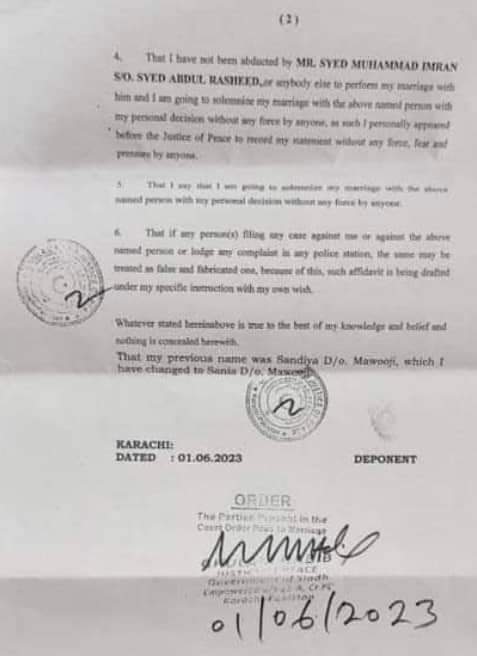 (2)
4. That I have not been abducted by MR. SYED MUHAMMAD IMRAN
S/O. SYED ABDUL RASHEED, or anybody else to perform my marriage with
him and I am going to solemnize my marriage with the above named person with
my personal decision without any force by anyone, as such I personally appeared
before the Justice of Peace to record my statement without any force, fear and
pressure by anyone.
5. That I say that I am going to solemnize my marriage with the above
named person with my personal decision without any force by anyone.
6. That if any person(s) filing any case against me or against the above
named person or lodge any complaint in any police station, the same may be
treated as false and fabricated one, because of this, such affidavit is being drafted
under my specific instruction with my own wish.
Whatever stated hereinabove is true to the best of my knowledge and belief and
nothing is concealed herewith.
That my previous name was Sandiya D/o. Mawooji, which I
have changed to Sania D/o. Mawooji
KARACHI:
DATED : 01.06.2023
DEPONENT
ORDER
The Parties Present in the
Court Order Pass to Marriage
JUSTICE OF PEACE
Government of Sindh
Karachi Pakistan
01/06/2023